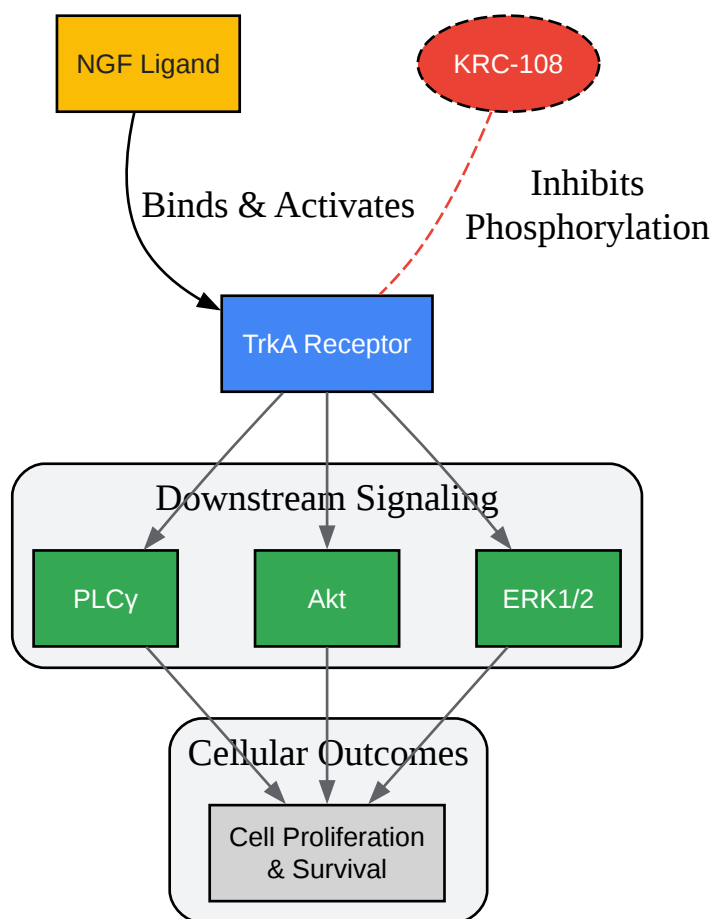 NGF Ligand
KRC-108
Binds & Activates
Inhibits
Phosphorylation
TrkA Receptor
Downstream Signaling
PLCγ
Akt
ERK1/2
Cellular Outcomes
Cell Proliferation
& Survival